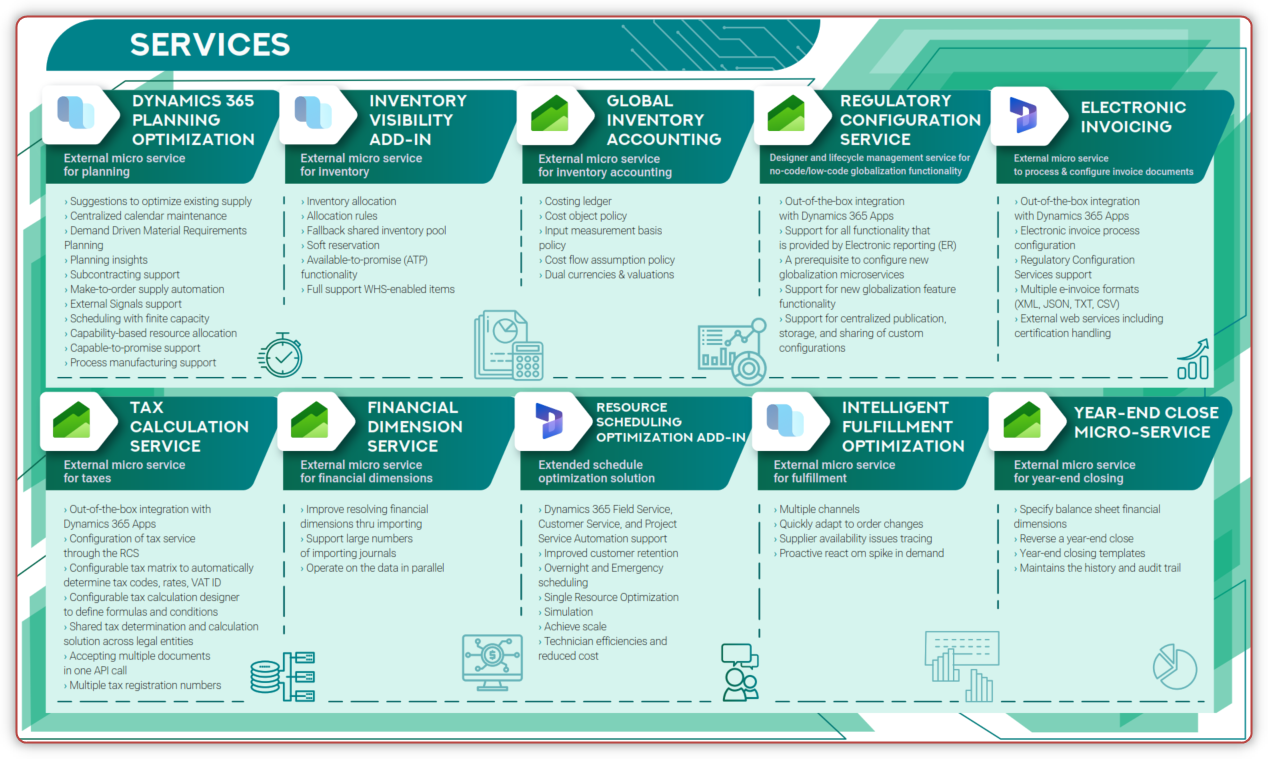 SERVICES
DYNAMICS 365
PLANNING
OPTIMIZATION
External micro service
for planning
› Suggestions to optimize existing supply
› Centralized calendar maintenance
› Demand Driven Material Requirements
Planning
› Planning insights
› Subcontracting support
› Make-to-order supply automation
› External Signals support
› Scheduling with finite capacity
› Capability-based resource allocation
› Capable-to-promise support
› Process manufacturing support
INVENTORY
VISIBILITY
ADD-IN
External micro service
for inventory
› Inventory allocation
› Allocation rules
› Fallback shared inventory pool
› Soft reservation
› Available-to-promise (ATP)
functionality
› Full support WHS-enabled items
GLOBAL
INVENTORY
ACCOUNTING
External micro service
for inventory accounting
› Costing ledger
› Cost object policy
› Input measurement basis
policy
› Cost flow assumption policy
› Dual currencies & valuations
REGULATORY
CONFIGURATION
SERVICE
Designer and lifecycle management service for
no-code/low-code globalization functionality
› Out-of-the-box integration
with Dynamics 365 Apps
› Support for all functionality that
is provided by Electronic reporting (ER)
› A prerequisite to configure new
globalization microservices
› Support for new globalization feature
functionality
› Support for centralized publication,
storage, and sharing of custom
configurations
ELECTRONIC
INVOICING
External micro service
to process & configure invoice documents
› Out-of-the-box integration
with Dynamics 365 Apps
› Electronic invoice process
configuration
› Regulatory Configuration
Services support
› Multiple e-invoice formats
(XML, JSON, TXT, CSV)
› External web services including
certification handling
TAX
CALCULATION
SERVICE
External micro service
for taxes
› Out-of-the-box integration with
Dynamics 365 Apps
› Configuration of tax service
through the RCS
› Configurable tax matrix to automatically
determine tax codes, rates, VAT ID
› Configurable tax calculation designer
to define formulas and conditions
› Shared tax determination and calculation
solution across legal entities
› Accepting multiple documents
in one API call
› Multiple tax registration numbers
FINANCIAL
DIMENSION
SERVICE
External micro service
for financial dimensions
› Improve resolving financial
dimensions thru importing
› Support large numbers
of importing journals
› Operate on the data in parallel
RESOURCE
SCHEDULING
OPTIMIZATION ADD-IN
Extended schedule
optimization solution
› Dynamics 365 Field Service,
Customer Service, and Project
Service Automation support
› Improved customer retention
› Overnight and Emergency
scheduling
› Single Resource Optimization
› Simulation
› Achieve scale
› Technician efficiencies and
reduced cost
INTELLIGENT
FULFILLMENT
OPTIMIZATION
External micro service
for fulfillment
› Multiple channels
› Quickly adapt to order changes
› Supplier availability issues tracing
› Proactive react om spike in demand
YEAR-END CLOSE
MICRO-SERVICE
External micro service
for year-end closing
› Specify balance sheet financial
dimensions
› Reverse a year-end close
› Year-end closing templates
› Maintains the history and audit trail